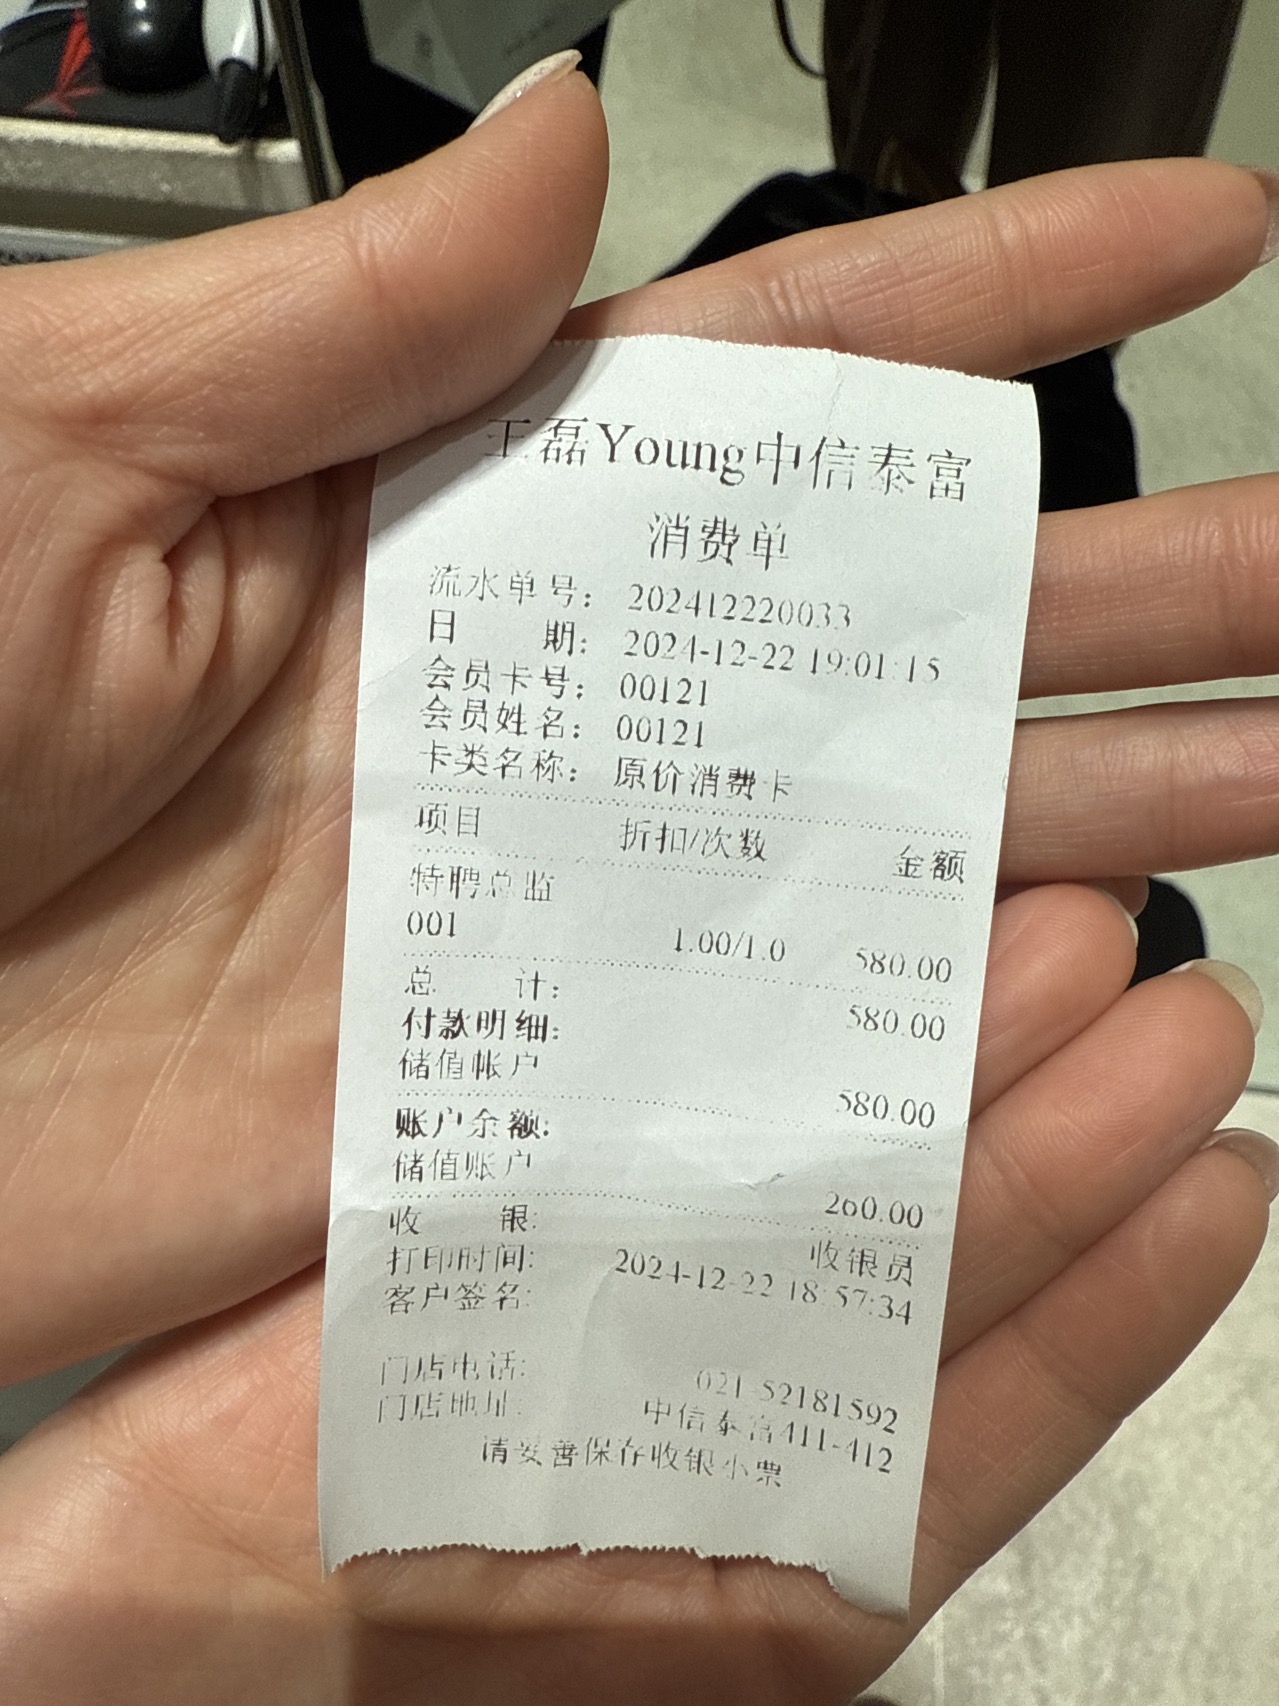 王磊Young中信泰富
消费单
流水单号: 202412220033
日 期: 2024-12-22 19:01:15
会员卡号: 00121
会员姓名: 00121
卡类名称: 原价消费卡
项目 折扣/次数 金额
特聘总监
001 1.00/1.0 580.00
总 计: 580.00
付款明细:
储值帐户 580.00
账户余额:
储值账户 260.00
收 银: 收银员
打印时间: 2024-12-22 18:57:34
客户签名:
门店电话: 021-52181592
门店地址: 中信泰富411-412
请妥善保存收银小票